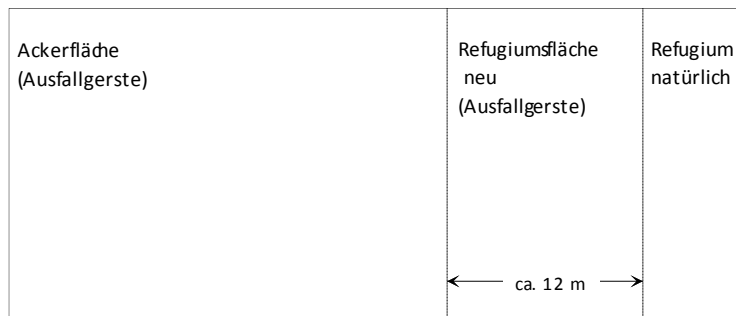 Ackerfläche
(Ausfallgerste)
Refugiumsfläche
neu
(Ausfallgerste)
Refugium
natürlich
ca. 12 m